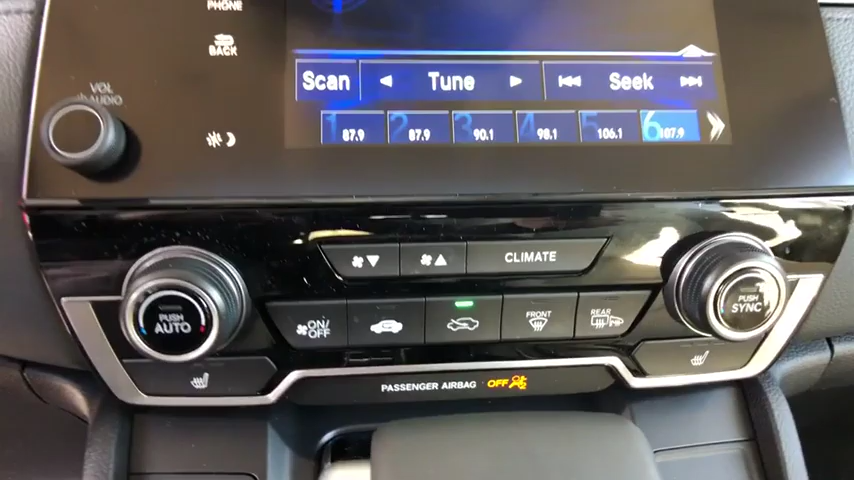 PHONE
BACK
VOL
AUDIO
Scan Tune Seek
1 87.9 2 87.9 3 90.1 4 98.1 5 106.1 6 107.9
CLIMATE
PUSH AUTO
ON/OFF
FRONT
REAR
PUSH SYNC
PASSENGER AIRBAG OFF